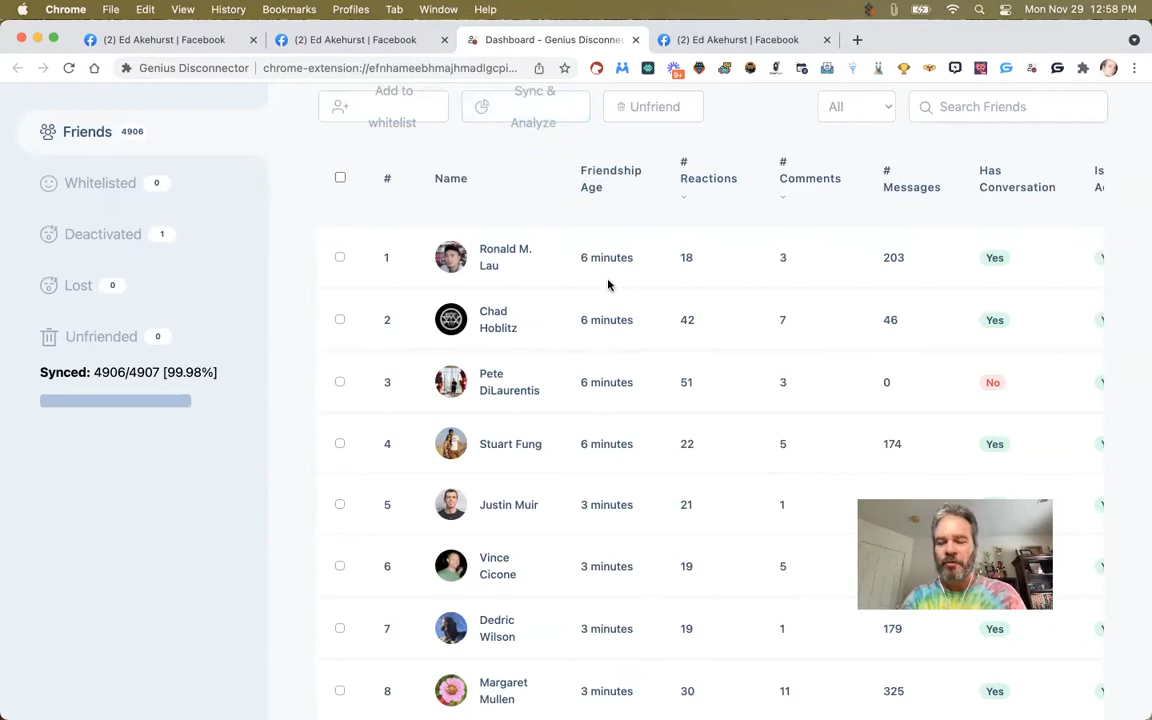 Chrome File Edit View History Bookmarks Profiles Tab Window Help Mon Nov 29 12:58 PM
(2) Ed Akehurst | Facebook (2) Ed Akehurst | Facebook Dashboard - Genius Disconne (2) Ed Akehurst | Facebook
Genius Disconnector chrome-extension://efnhameebhmajhmadlgcpi... 9+
Add to
whitelist
Sync &
Analyze
Unfriend
All
Search Friends
Friends 4906
Whitelisted 0
Deactivated 1
Lost 0
Unfriended 0
Synced: 4906/4907 [99.98%]
# Name Friendship
Age
#
Reactions
#
Comments
#
Messages
Has
Conversation
Is
1 Ronald M.
Lau
6 minutes 18 3 203 Yes
2 Chad
Hoblitz
6 minutes 42 7 46 Yes
3 Pete
DiLaurentis
6 minutes 51 3 0 No
4 Stuart Fung 6 minutes 22 5 174 Yes
5 Justin Muir 3 minutes 21 1
6 Vince
Cicone
3 minutes 19 5
7 Dedric
Wilson
3 minutes 19 1 179 Yes
8 Margaret
Mullen
3 minutes 30 11 325 Yes